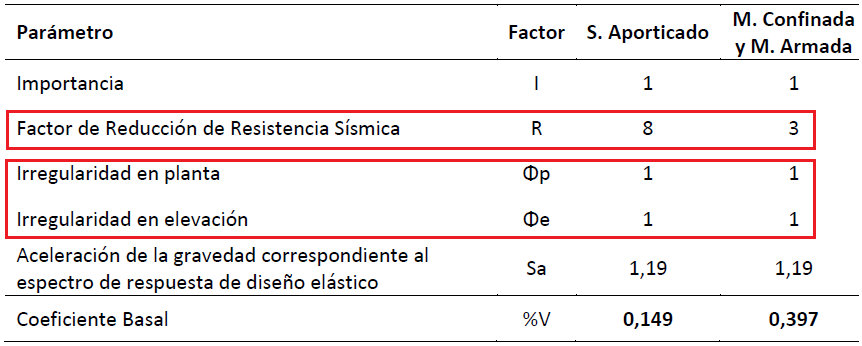 Parámetro Factor S. Aporticado M. Confinada y M. Armada
Importancia I 1 1
Factor de Reducción de Resistencia Sísmica R 8 3
Irregularidad en planta Φp 1 1
Irregularidad en elevación Φe 1 1
Aceleración de la gravedad correspondiente al
espectro de respuesta de diseño elástico Sa 1,19 1,19
Coeficiente Basal %V 0,149 0,397